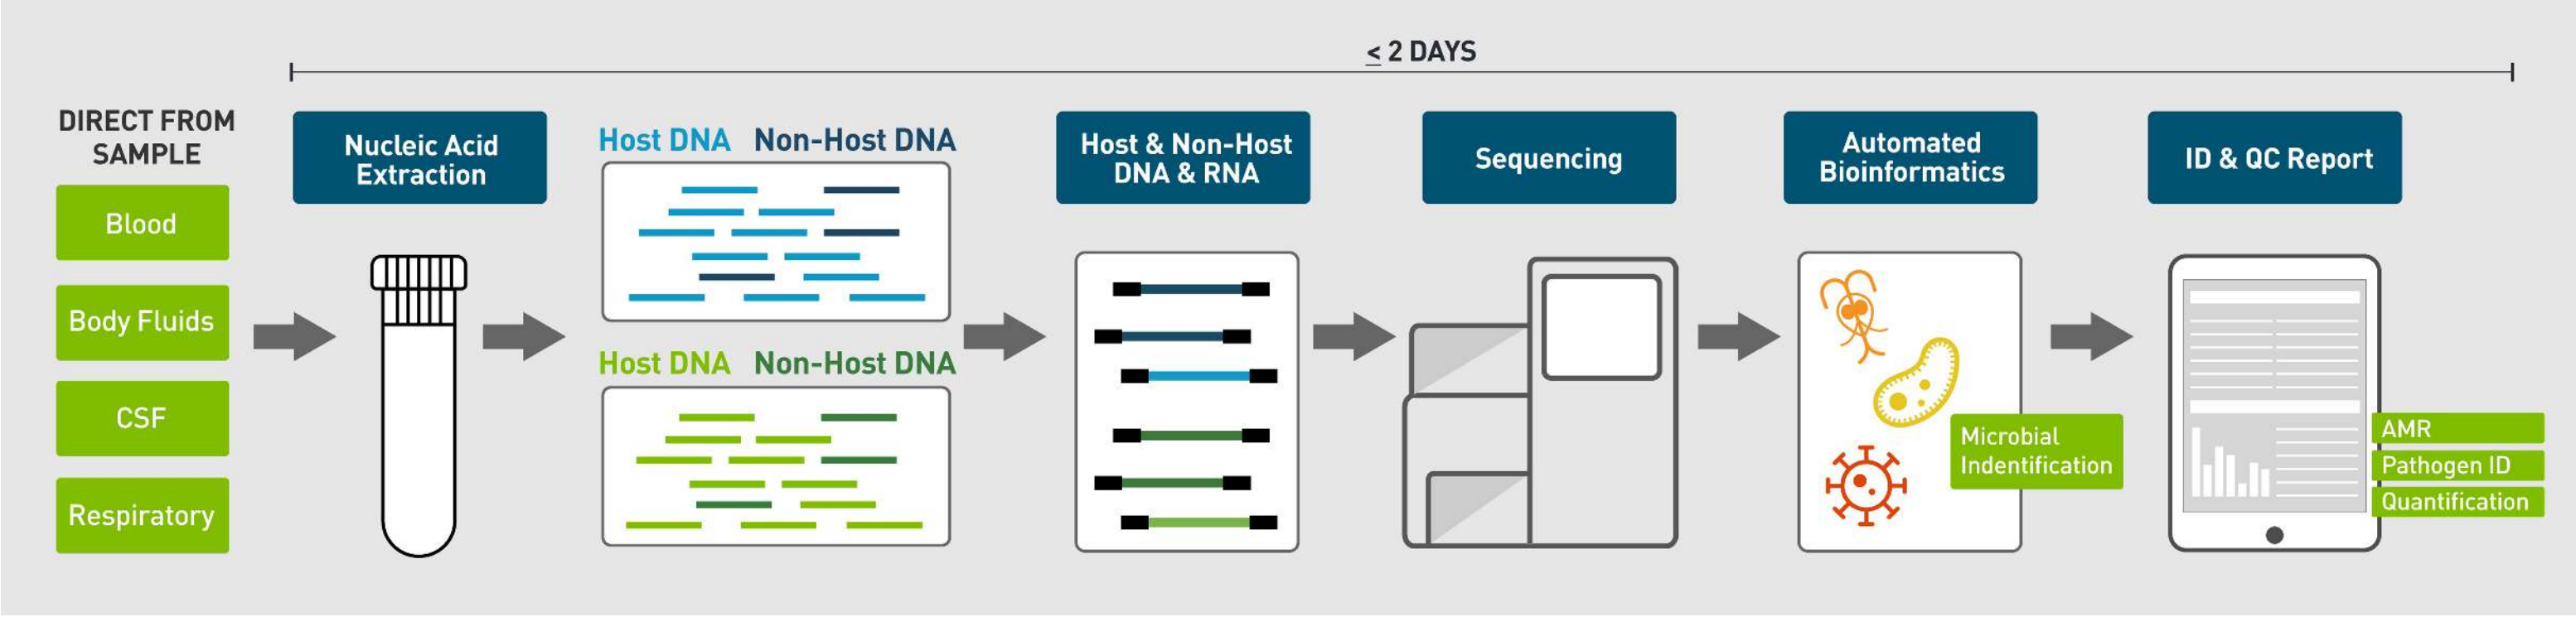 ≤ 2 DAYS
DIRECT FROM
SAMPLE
Blood
Body Fluids
CSF
Respiratory
Nucleic Acid
Extraction
Host DNA Non-Host DNA
Host DNA Non-Host DNA
Host & Non-Host
DNA & RNA
Sequencing
Automated
Bioinformatics
Microbial
Indentification
ID & QC Report
AMR
Pathogen ID
Quantification